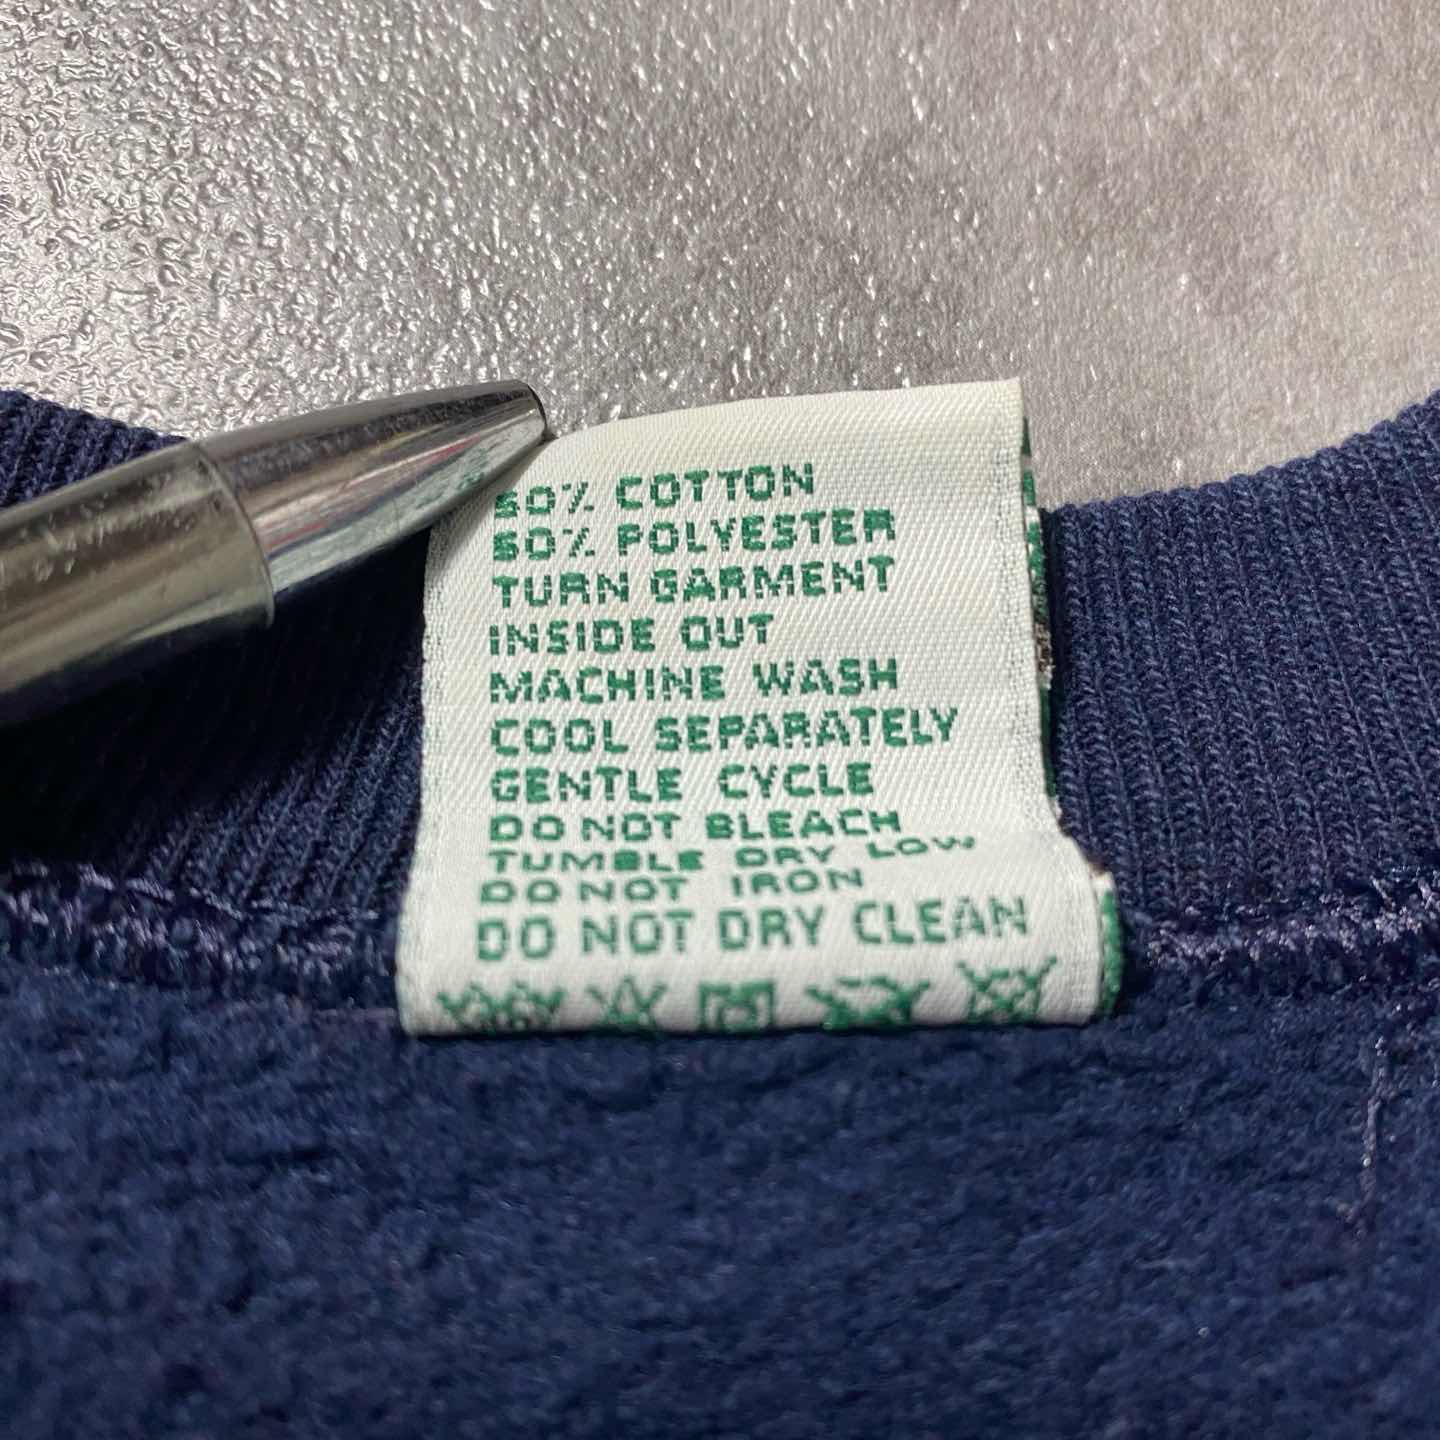 50% COTTON
50% POLYESTER
TURN GARMENT
INSIDE OUT
MACHINE WASH
COOL SEPARATELY
GENTLE CYCLE
DO NOT BLEACH
TUMBLE DRY LOW
DO NOT IRON
DO NOT DRY CLEAN